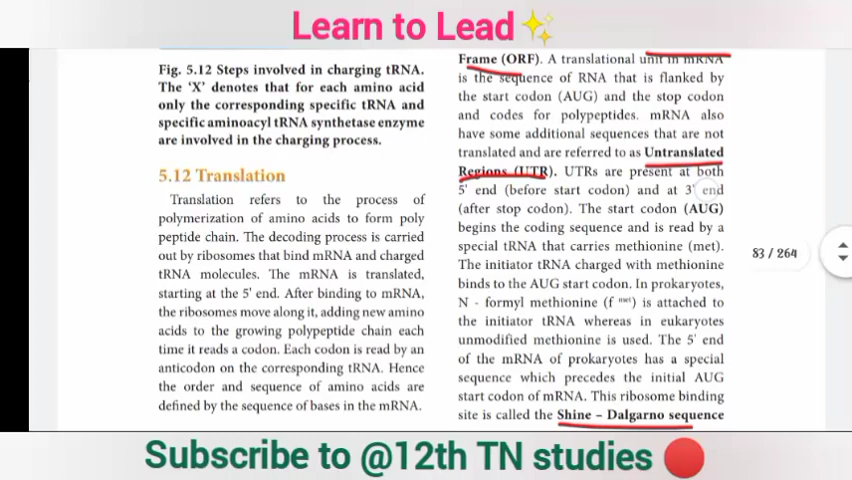 Learn to Lead✨
Fig. 5.12 Steps involved in charging tRNA.
The 'X' denotes that for each amino acid
only the corresponding specific tRNA and
specific aminoacyl tRNA synthetase enzyme
are involved in the charging process.
5.12 Translation
Translation refers to the process of
polymerization of amino acids to form poly
peptide chain. The decoding process is carried
out by ribosomes that bind mRNA and charged
tRNA molecules. The mRNA is translated,
starting at the 5' end. After binding to mRNA,
the ribosomes move along it, adding new amino
acids to the growing polypeptide chain each
time it reads a codon. Each codon is read by an
anticodon on the corresponding tRNA. Hence
the order and sequence of amino acids are
defined by the sequence of bases in the mRNA.
Frame (ORF). A translational unit in mRNA
is the sequence of RNA that is flanked by
the start codon (AUG) and the stop codon
and codes for polypeptides. mRNA also
have some additional sequences that are not
translated and are referred to as Untranslated
Regions (UTR). UTRs are present at both
5' end (before start codon) and at 3' end
(after stop codon). The start codon (AUG)
begins the coding sequence and is read by a
special tRNA that carries methionine (met).
The initiator tRNA charged with methionine
binds to the AUG start codon. In prokaryotes,
N - formyl methionine (f met) is attached to
the initiator tRNA whereas in eukaryotes
unmodified methionine is used. The 5' end
of the mRNA of prokaryotes has a special
sequence which precedes the initial AUG
start codon of mRNA. This ribosome binding
site is called the Shine – Dalgarno sequence
83 / 264
Subscribe to @12th TN studies 🔴